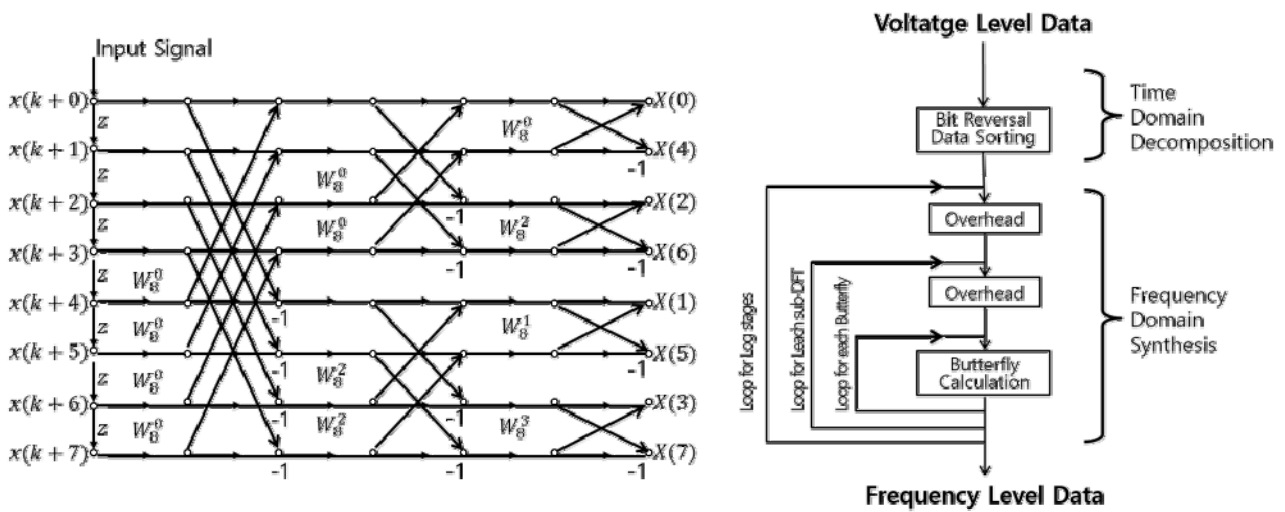 Input Signal
x(k + 0)
X(0)
z
W₈⁰
x(k + 1)
X(4)
z
W₈⁰
-1
x(k + 2)
X(2)
z
W₈⁰
-1
W₈²
x(k + 3)
X(6)
z
W₈⁰
-1
-1
x(k + 4)
X(1)
z
W₈⁰
-1
W₈¹
x(k + 5)
X(5)
z
W₈⁰
-1
W₈²
-1
x(k + 6)
X(3)
z
W₈⁰
-1
W₈²
-1
W₈³
x(k + 7)
X(7)
-1
-1
-1
Voltatge Level Data
Bit Reversal
Data Sorting
Time
Domain
Decomposition
Overhead
Overhead
Butterfly
Calculation
Loop for Log stages
Loop for Leach sub-DFT
Loop for each Butterfly
Frequency
Domain
Synthesis
Frequency Level Data